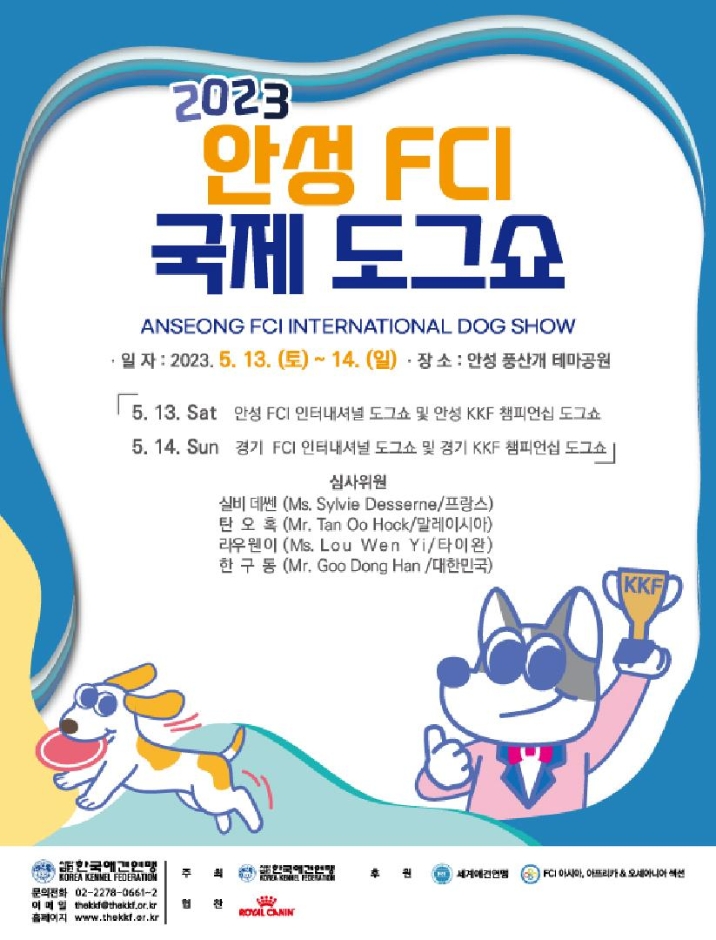 2023
안성 FCI
국제 도그쇼
ANSEONG FCI INTERNATIONAL DOG SHOW
· 일 자 : 2023. 5. 13. (토) ~ 14. (일) · 장 소 : 안성 풍산개 테마공원
5. 13. Sat 안성 FCI 인터내셔널 도그쇼 및 안성 KKF 챔피언십 도그쇼
5. 14. Sun 경기 FCI 인터내셔널 도그쇼 및 경기 KKF 챔피언십 도그쇼
심사위원
실비 데쎈 (Ms. Sylvie Desserne/프랑스)
탄 오 혹 (Mr. Tan Oo Hock/말레이시아)
라우웬이 (Ms. Lou Wen Yi/타이완)
한 구 동 (Mr. Goo Dong Han /대한민국)
KKF
한국애견연맹
KOREA KENNEL FEDERATION
문의전화 02-2278-0661~2
이 메 일 thekkf@thekkf.or.kr
홈페이지 www.thekkf.or.kr
주 최 한국애견연맹 KOREA KENNEL FEDERATION
후 원 세계애견연맹 FCI 아시아, 아프리카 & 오세아니아 섹션
협 찬 ROYAL CANIN